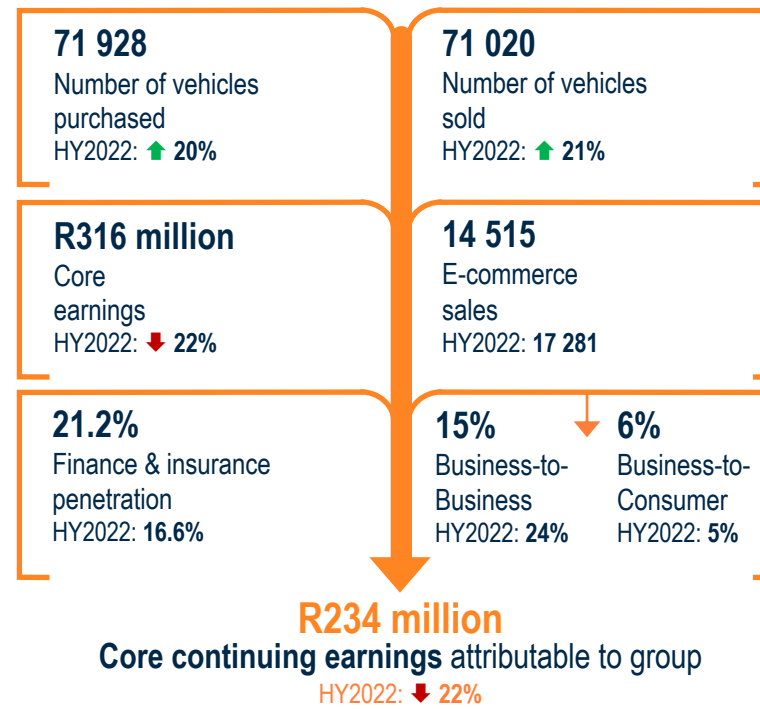 71 928
Number of vehicles
purchased
HY2022: 20%
71 020
Number of vehicles
sold
HY2022: 21%
R316 million
Core
earnings
HY2022: 22%
14 515
E-commerce
sales
HY2022: 17 281
21.2%
Finance & insurance
penetration
HY2022: 16.6%
15%
Business-to-
Business
HY2022: 24%
6%
Business-to-
Consumer
HY2022: 5%
R234 million
Core continuing earnings attributable to group
HY2022: 22%